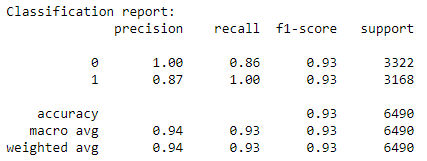 Classification report:
precision recall f1-score support
0 1.00 0.86 0.93 3322
1 0.87 1.00 0.93 3168
accuracy 0.93 6490
macro avg 0.94 0.93 0.93 6490
weighted avg 0.94 0.93 0.93 6490